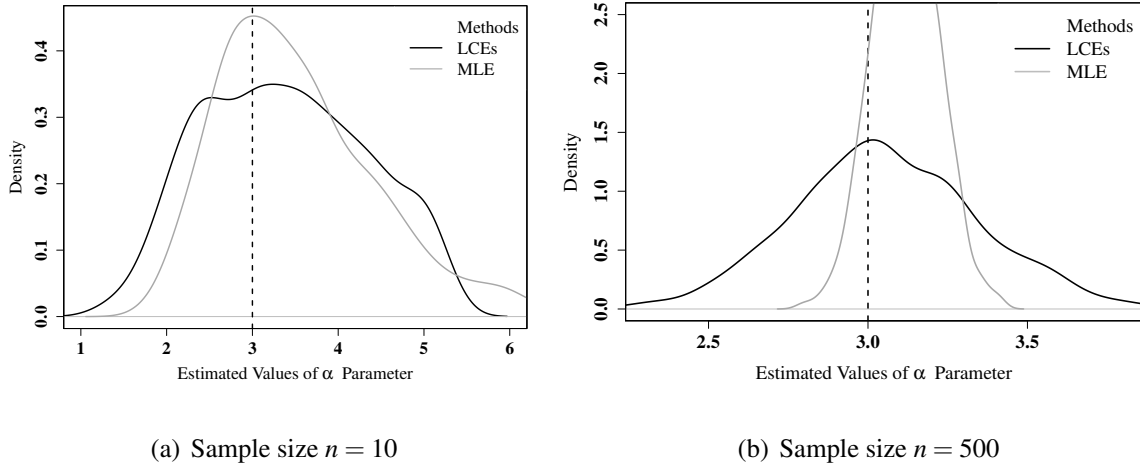 Methods
LCEs
MLE
Density
0.0 0.1 0.2 0.3 0.4
1 2 3 4 5 6
Estimated Values of α Parameter
(a) Sample size n = 10
Methods
LCEs
MLE
Density
0.0 0.5 1.0 1.5 2.0 2.5
2.5 3.0 3.5
Estimated Values of α Parameter
(b) Sample size n = 500